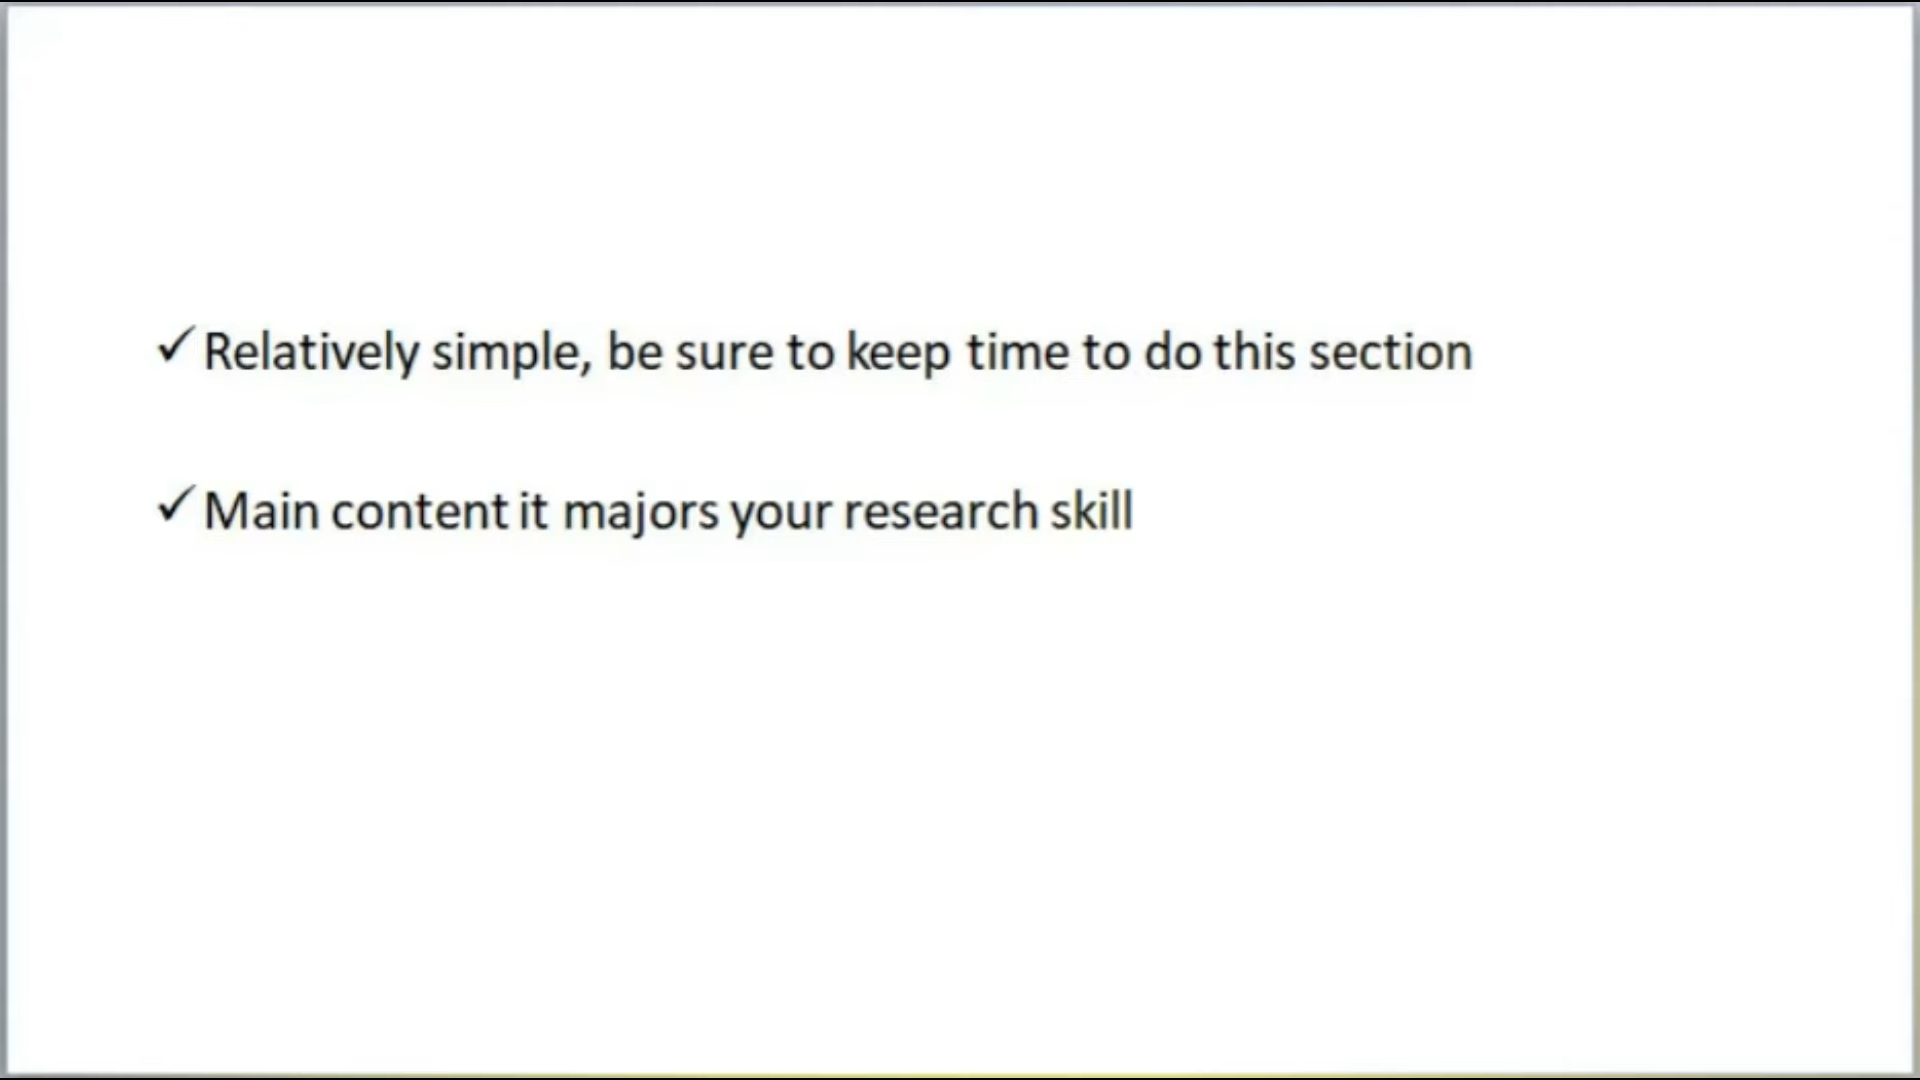 ✓Relatively simple, be sure to keep time to do this section
✓Main content it majors your research skill